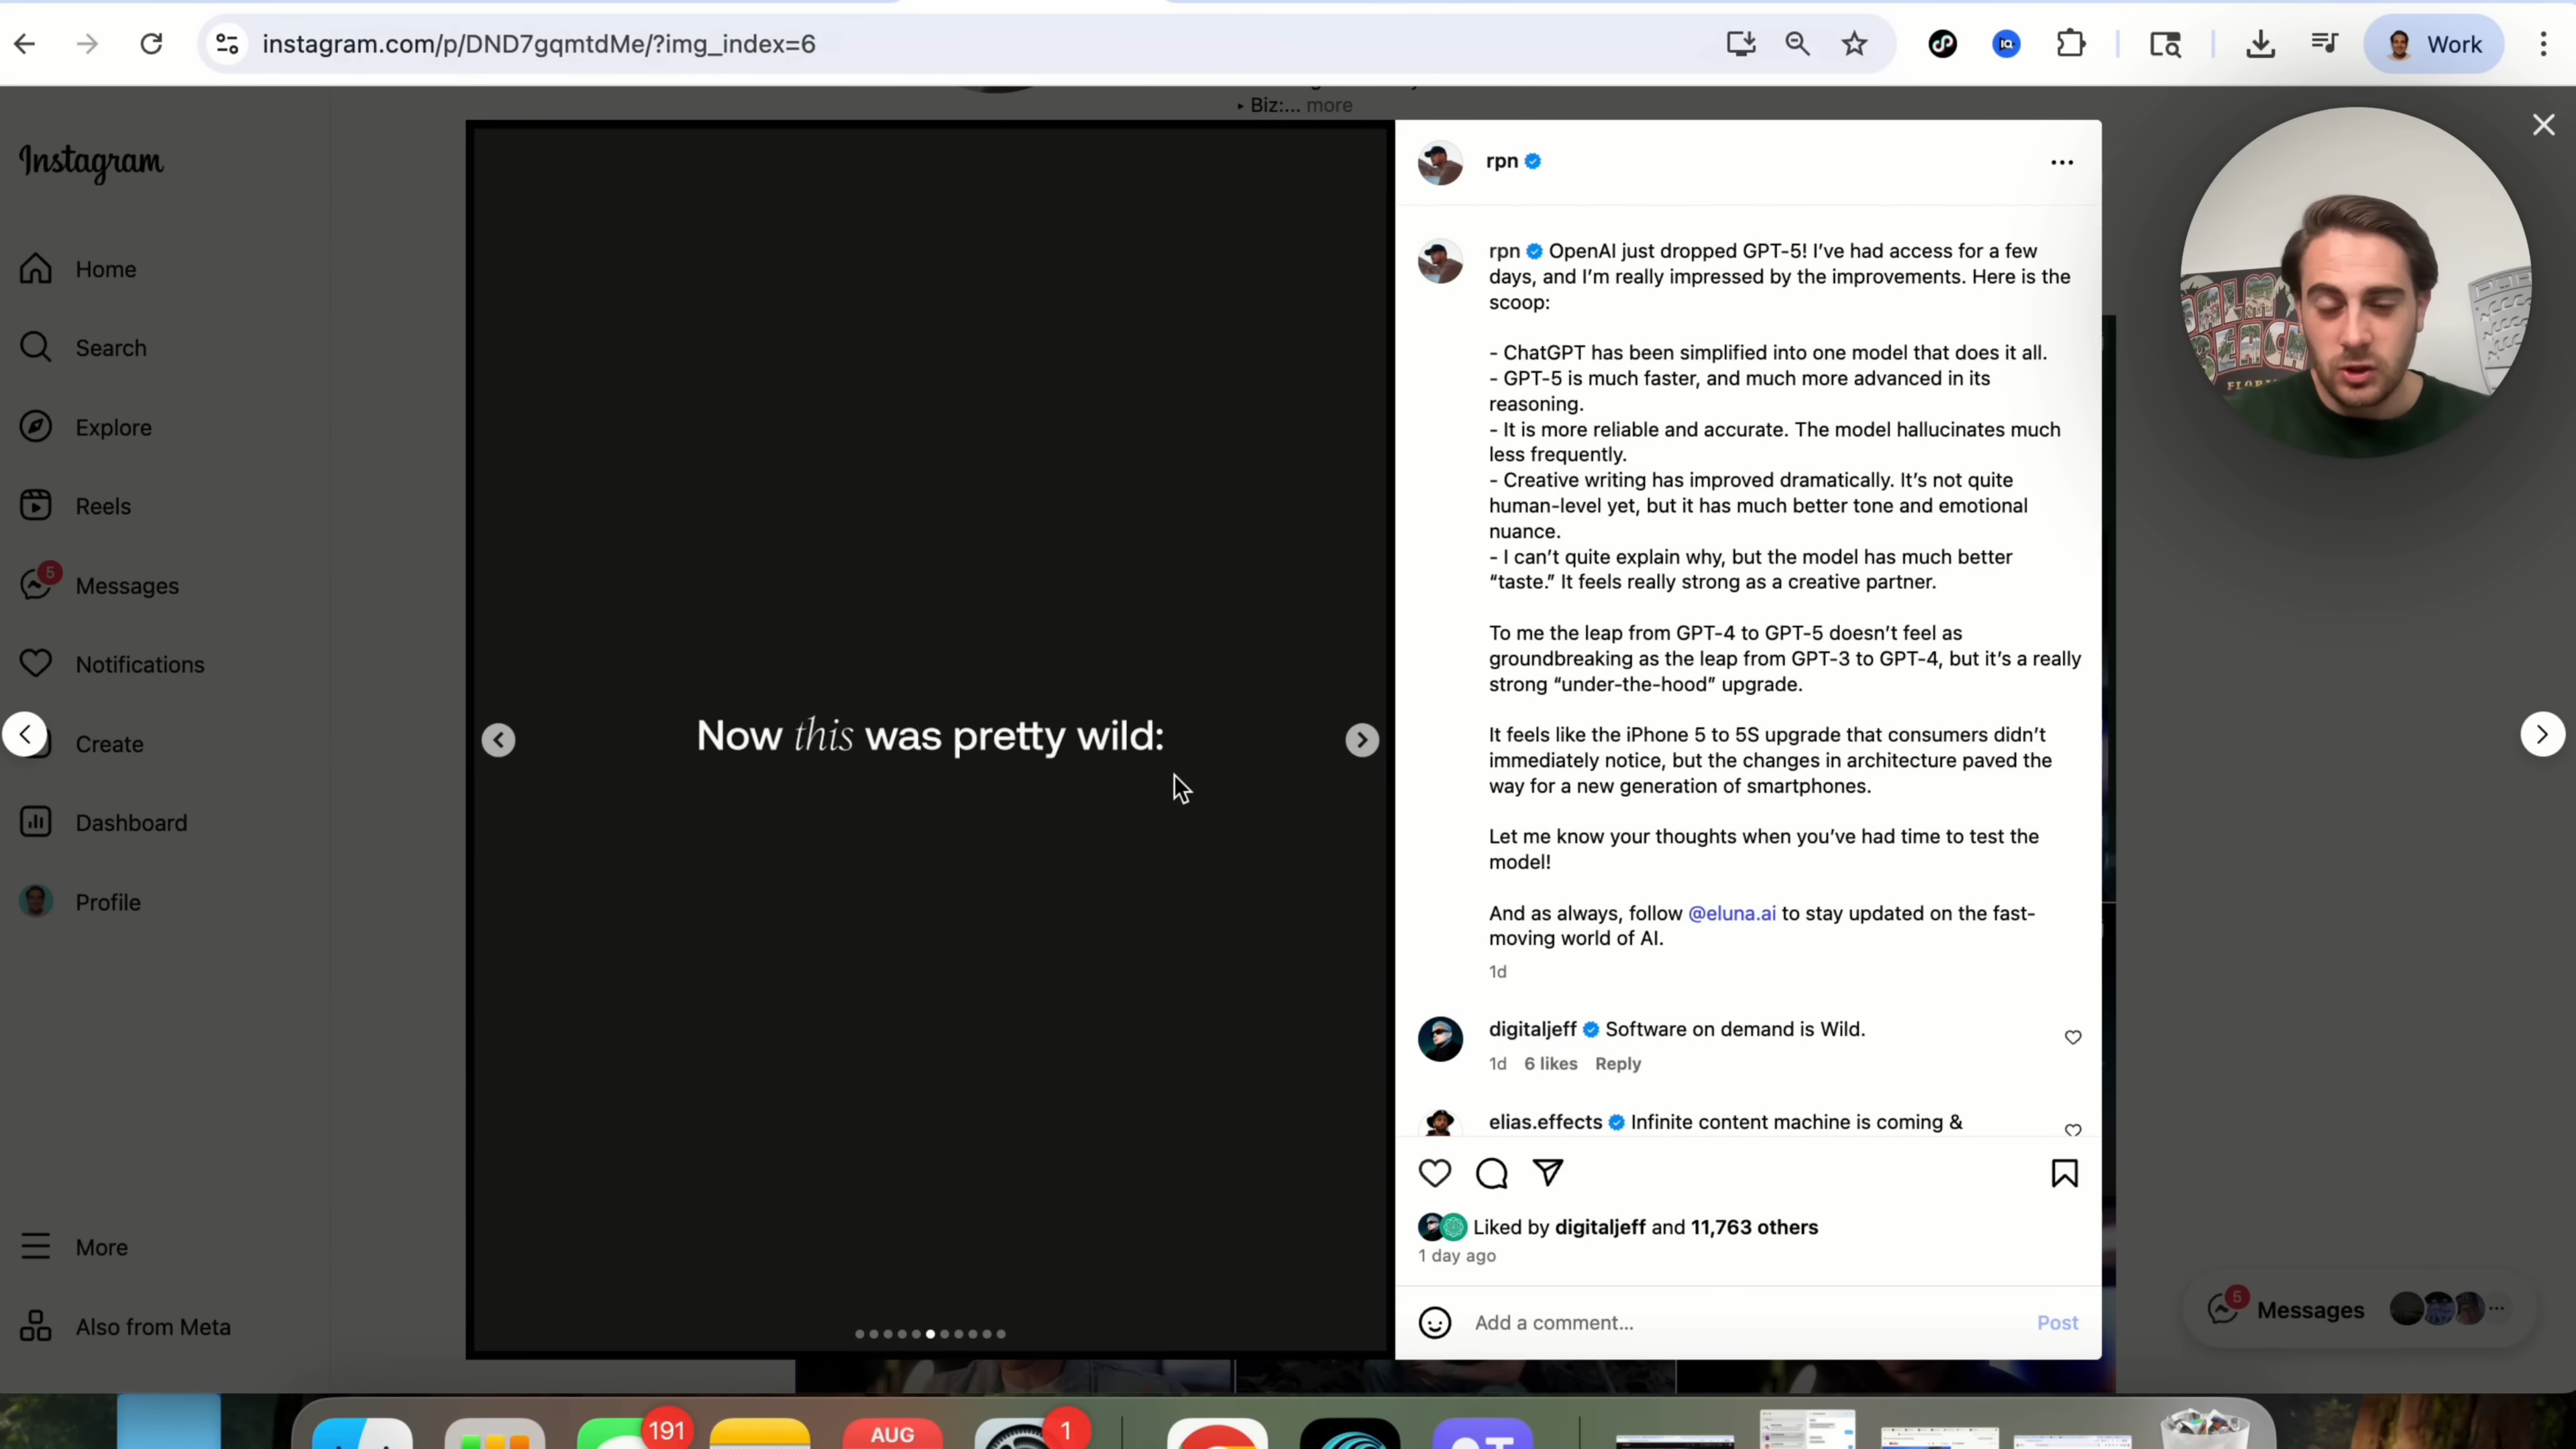 instagram.com/p/DND7gqmtdMe/?img_index=6
Work
Biz:... more
Instagram
Home
Search
Explore
Reels
5
Messages
Notifications
Create
Dashboard
Profile
More
Also from Meta
Now this was pretty wild:
rpn
rpn OpenAI just dropped GPT-5! I've had access for a few
days, and I'm really impressed by the improvements. Here is the
scoop:
- ChatGPT has been simplified into one model that does it all.
- GPT-5 is much faster, and much more advanced in its
reasoning.
- It is more reliable and accurate. The model hallucinates much
less frequently.
- Creative writing has improved dramatically. It's not quite
human-level yet, but it has much better tone and emotional
nuance.
- I can't quite explain why, but the model has much better
“taste.” It feels really strong as a creative partner.
To me the leap from GPT-4 to GPT-5 doesn't feel as
groundbreaking as the leap from GPT-3 to GPT-4, but it's a really
strong “under-the-hood” upgrade.
It feels like the iPhone 5 to 5S upgrade that consumers didn't
immediately notice, but the changes in architecture paved the
way for a new generation of smartphones.
Let me know your thoughts when you've had time to test the
model!
And as always, follow @eluna.ai to stay updated on the fast-
moving world of AI.
1d
digitaljeff Software on demand is Wild.
1d 6 likes Reply
elias.effects Infinite content machine is coming &
Liked by digitaljeff and 11,763 others
1 day ago
Add a comment...
Post
PALM
BEACH
FLORI
5
Messages
191
AUG
1